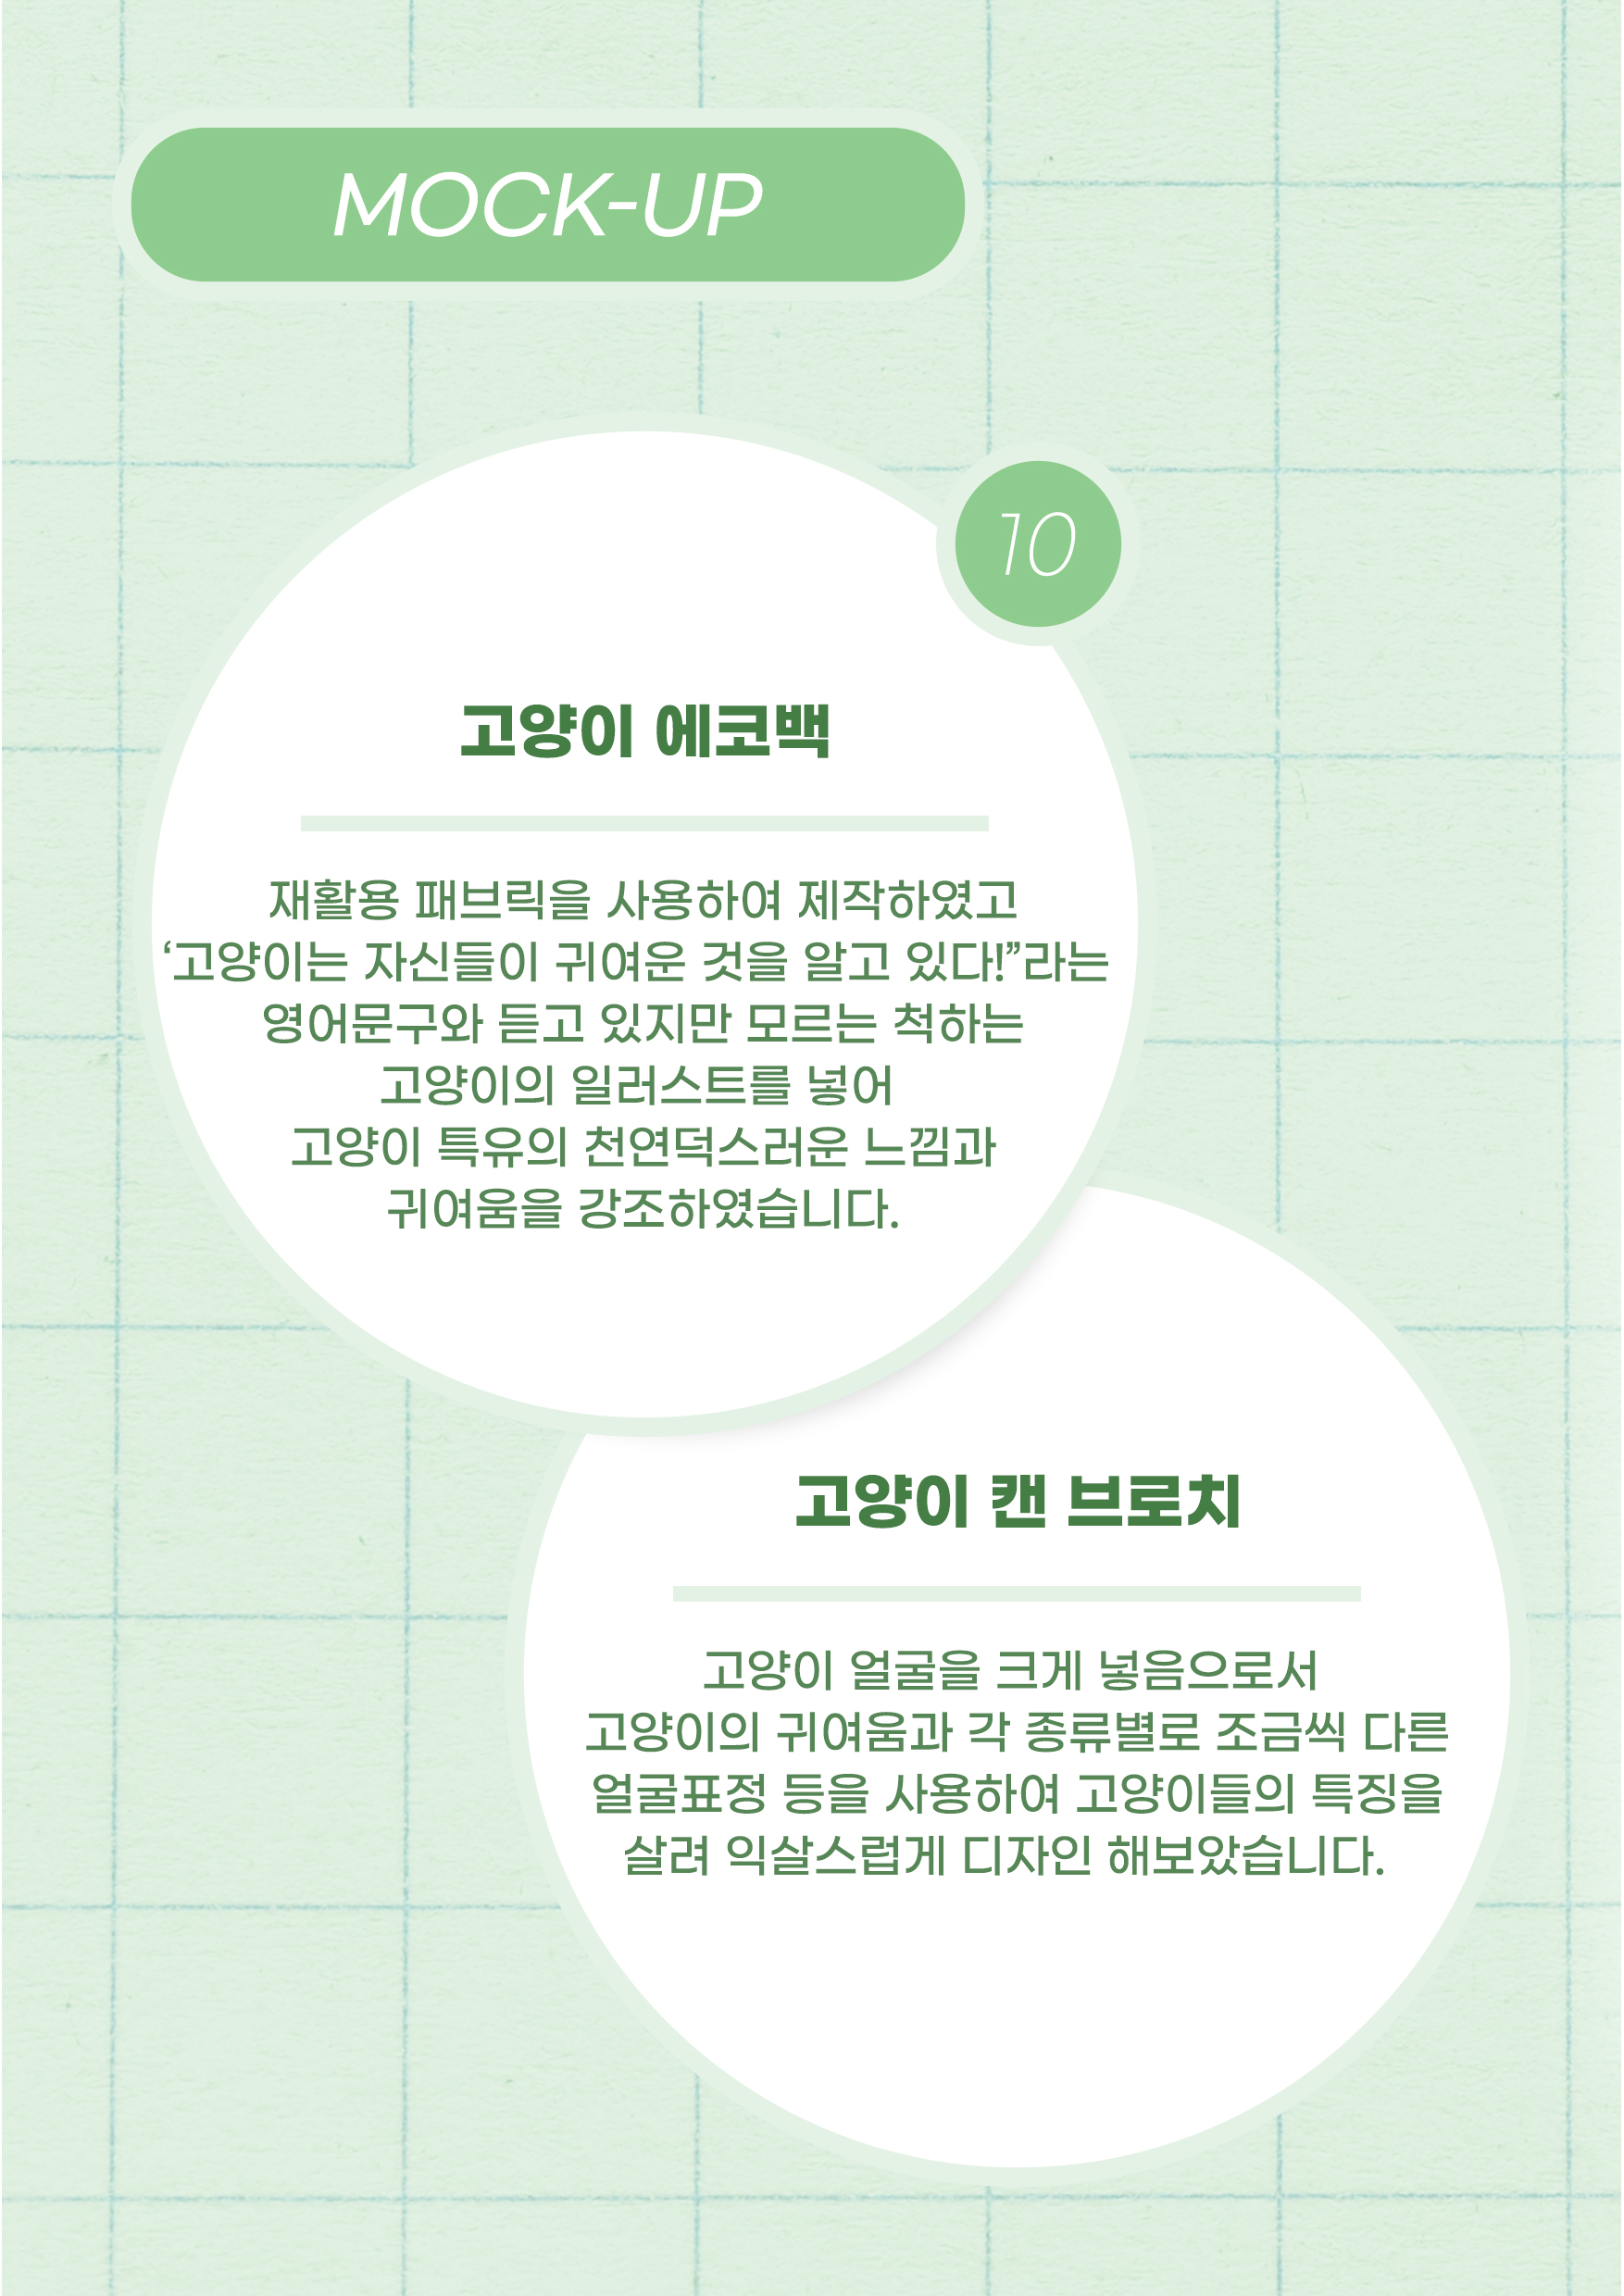 MOCK-UP
10
고양이 에코백
재활용 패브릭을 사용하여 제작하였고
‘고양이는 자신들이 귀여운 것을 알고 있다!”라는
영어문구와 듣고 있지만 모르는 척하는
고양이의 일러스트를 넣어
고양이 특유의 천연덕스러운 느낌과
귀여움을 강조하였습니다.
고양이 캔 브로치
고양이 얼굴을 크게 넣음으로서
고양이의 귀여움과 각 종류별로 조금씩 다른
얼굴표정 등을 사용하여 고양이들의 특징을
살려 익살스럽게 디자인 해보았습니다.